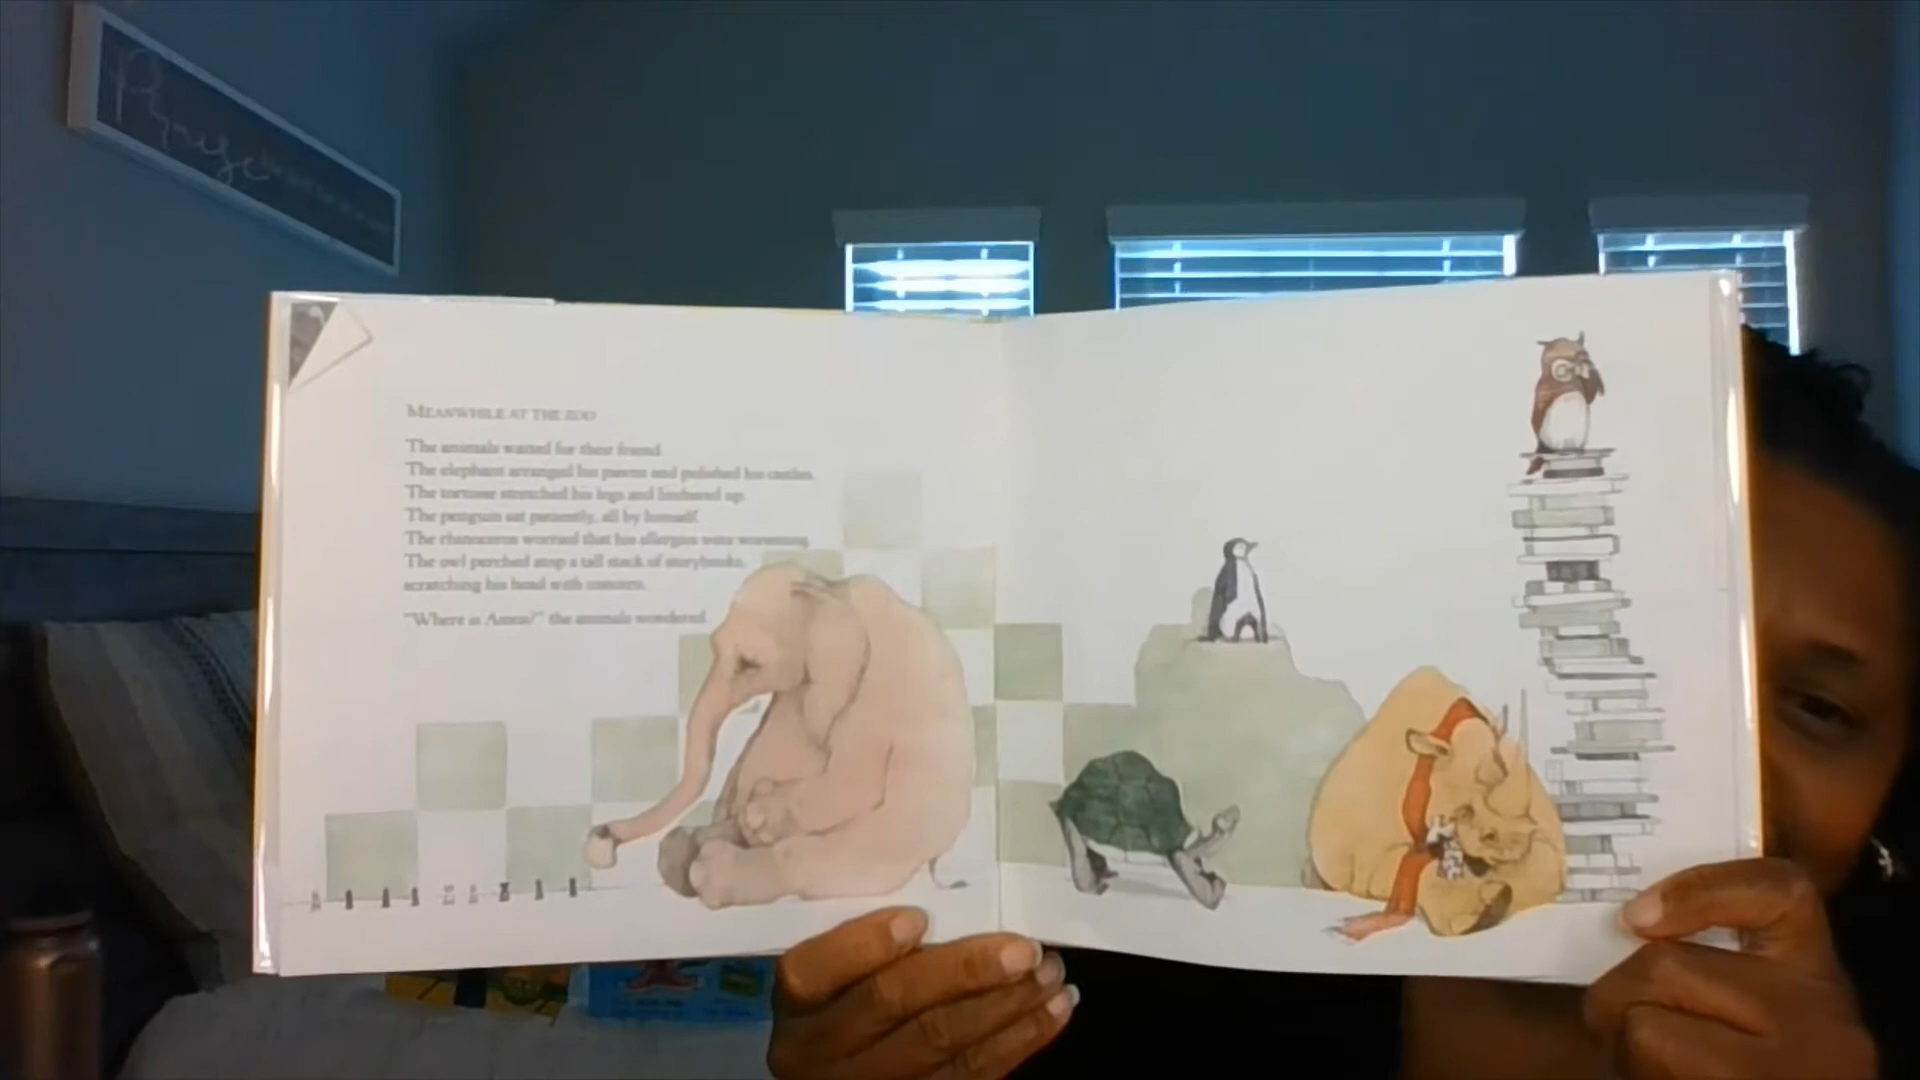 Praise
MEANWHILE AT THE ZOO
The animals waited for their friend.
The elephant arranged his pawns and polished his castles.
The tortoise stretched his legs and limbered up.
The penguin sat patiently, all by himself.
The rhinoceros worried that his allergies were worsening.
The owl perched atop a tall stack of storybooks,
scratching his head with concern.
"Where is Amos?" the animals wondered.